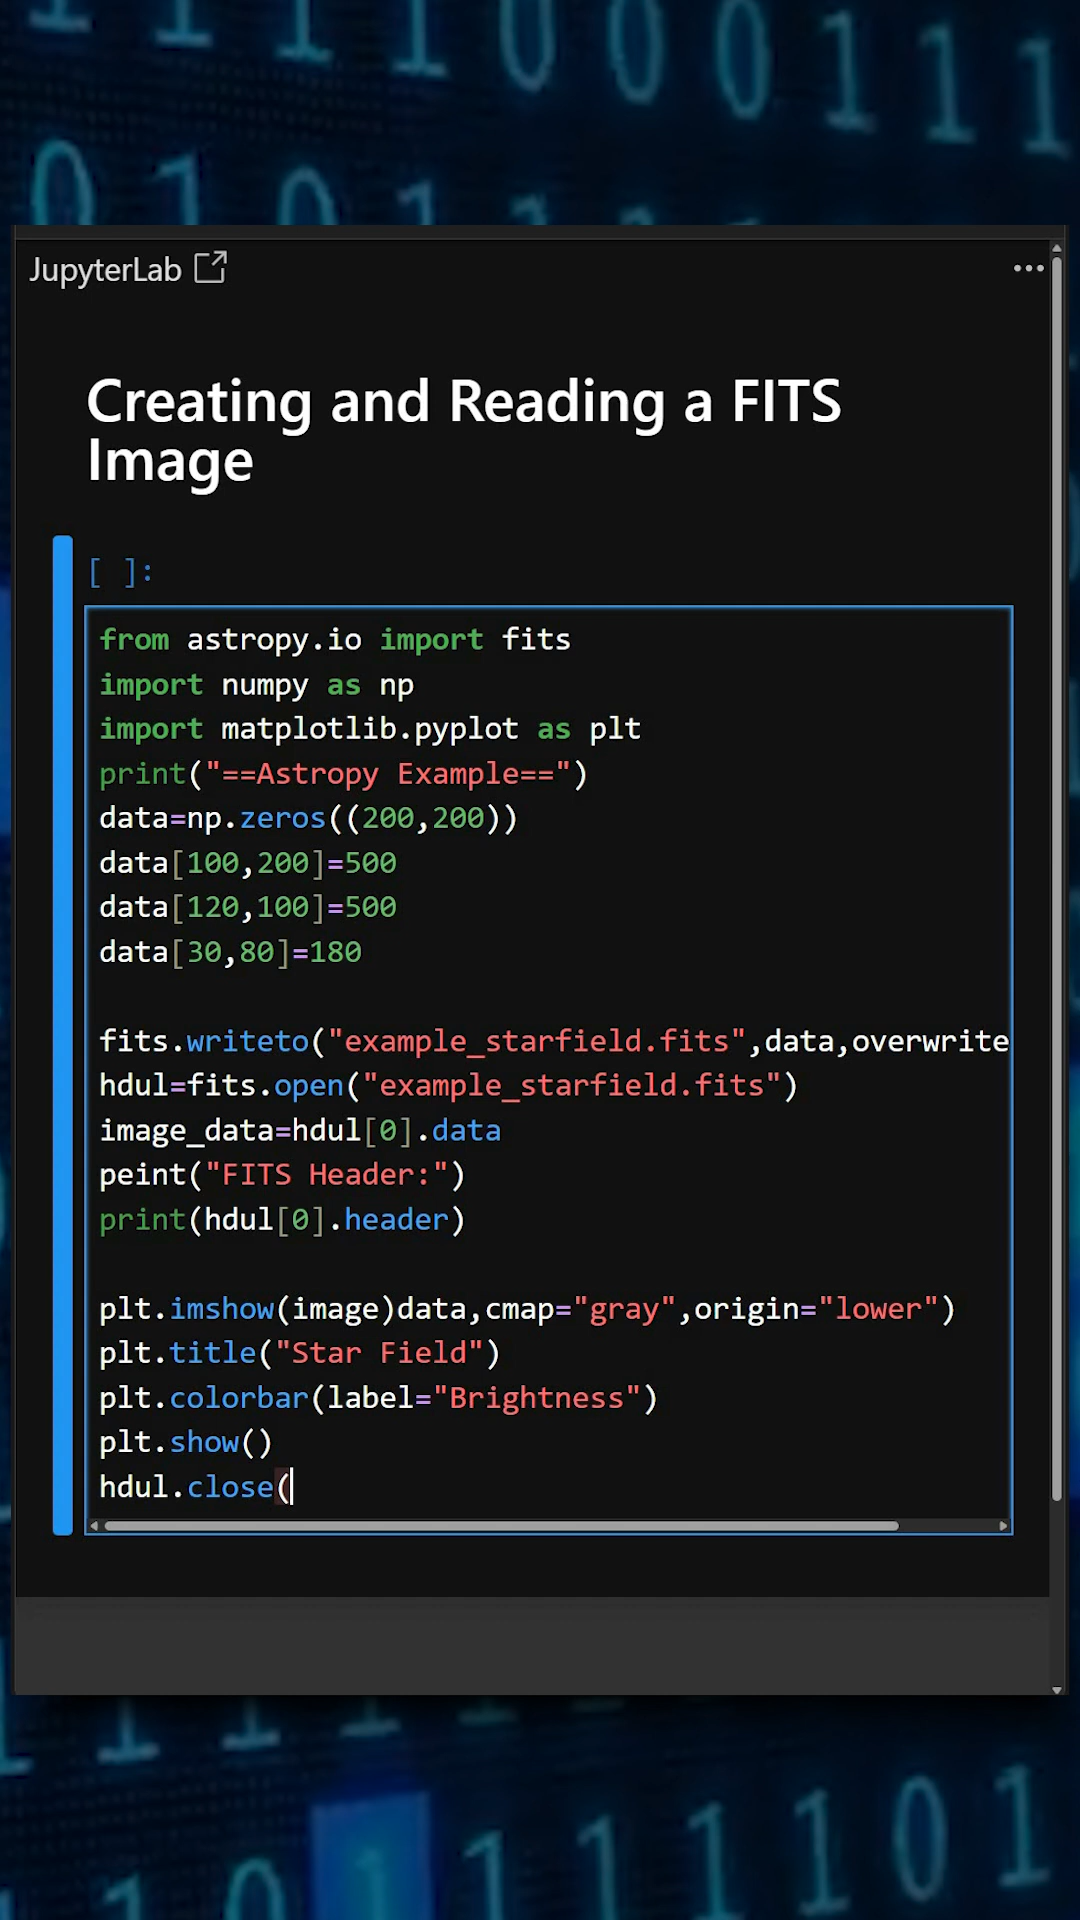 111100001111
JupyterLab
Creating and Reading a FITS
Image
[ ]:
from astropy.io import fits
import numpy as np
import matplotlib.pyplot as plt
print("==Astropy Example==")
data=np.zeros((200,200))
data[100,200]=500
data[120,100]=500
data[30,80]=180
fits.writeto("example_starfield.fits",data,overwrite
hdul=fits.open("example_starfield.fits")
image_data=hdul[0].data
peint("FITS Header:")
print(hdul[0].header)
plt.imshow(image)data,cmap="gray",origin="lower")
plt.title("Star Field")
plt.colorbar(label="Brightness")
plt.show()
hdul.close(